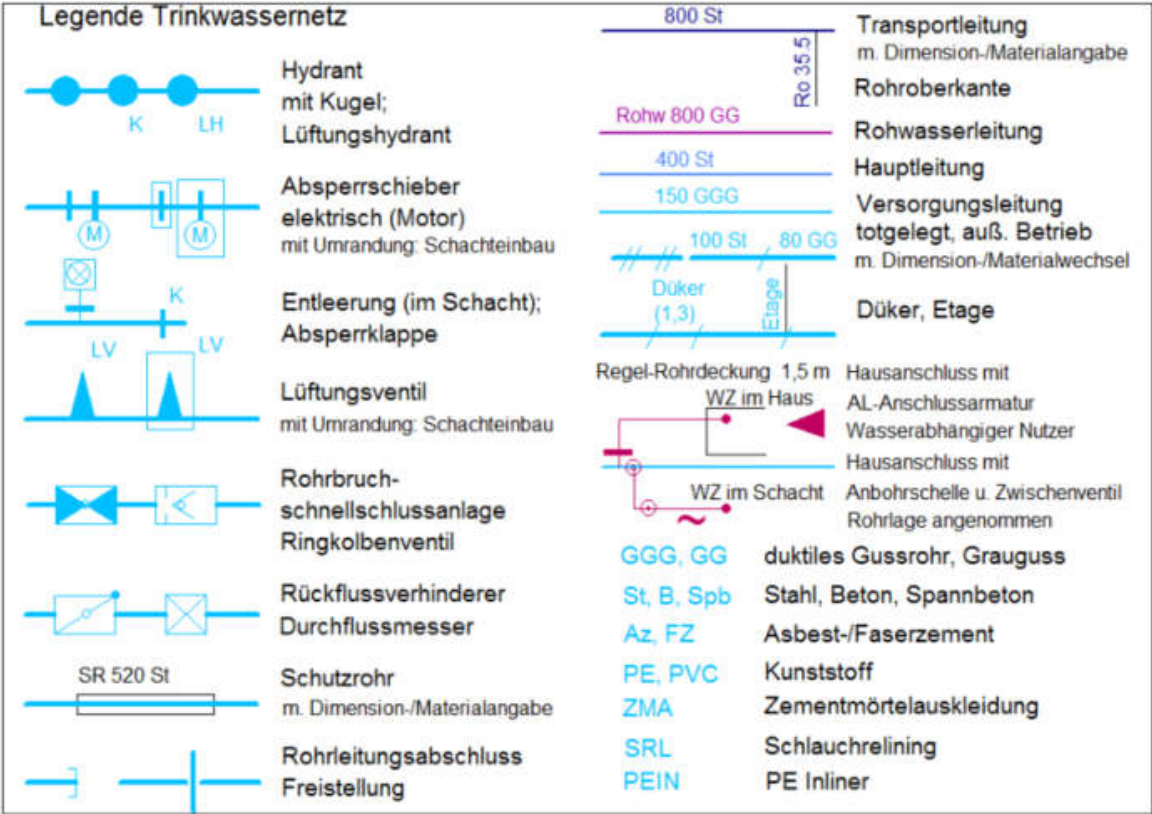 Legende Trinkwassernetz
Hydrant
mit Kugel;
K LH
Lüftungshydrant
Absperrschieber
elektrisch (Motor)
M M
mit Umrandung: Schachteinbau
K
Entleerung (im Schacht);
Absperrklappe
LV LV
Lüftungsventil
mit Umrandung: Schachteinbau
Rohrbruch-
schnellschlussanlage
Ringkolbenventil
Rückflussverhinderer
Durchflussmesser
SR 520 St
Schutzrohr
m. Dimension-/Materialangabe
Rohrleitungsabschluss
Freistellung
800 St
Transportleitung
m. Dimension-/Materialangabe
Ro 35.5
Rohroberkante
Rohw 800 GG
Rohwasserleitung
400 St
Hauptleitung
150 GGG
Versorgungsleitung
totgelegt, auß. Betrieb
100 St 80 GG
m. Dimension-/Materialwechsel
Düker
(1,3)
Etage
Düker, Etage
Regel-Rohrdeckung 1,5 m
Hausanschluss mit
WZ im Haus
AL-Anschlussarmatur
Wasserabhängiger Nutzer
Hausanschluss mit
WZ im Schacht
Anbohrschelle u. Zwischenventil
Rohrlage angenommen
GGG, GG duktiles Gussrohr, Grauguss
St, B, Spb Stahl, Beton, Spannbeton
Az, FZ Asbest-/Faserzement
PE, PVC Kunststoff
ZMA Zementmörtelauskleidung
SRL Schlauchrelining
PEIN PE Inliner